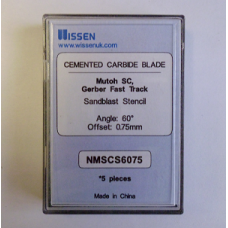 WISSEN
www.wissenuk.com
CEMENTED CARBIDE BLADE
Mutoh SC,
Gerber Fast Track
Sandblast Stencil
Angle: 60°
Offset: 0.75mm
NMSCS6075
*5 pieces
Made in China